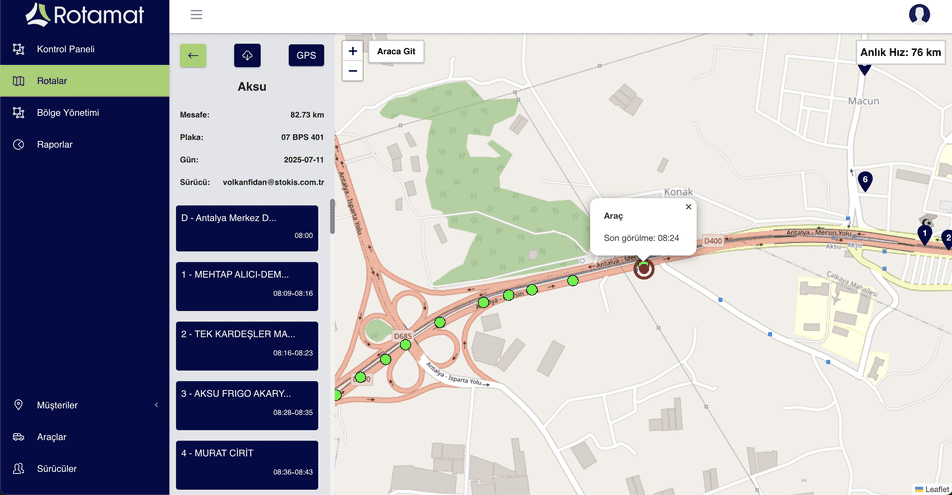 Rotamat
Kontrol Paneli
Rotalar
Bölge Yönetimi
Raporlar
Müşteriler
Araçlar
Sürücüler
GPS
Aksu
Mesafe: 82.73 km
Plaka: 07 BPS 401
Gün: 2025-07-11
Sürücü: volkanfidan@stokis.com.tr
D - Antalya Merkez D...
08:00
1 - MEHTAP ALICI-DEM...
08:09-08:16
2 - TEK KARDEŞLER MA...
08:16-08:23
3 - AKSU FRIGO AKARY...
08:28-08:35
4 - MURAT CİRİT
08:36-08:43
+
−
Araca Git
Anlık Hız: 76 km
Macun
6
Konak
Araç
Son görülme: 08:24
D400
Antalya - Mersin Yolu
1
2
Aksu
Çalkaya Mahallesi
Antalya - Isparta Yolu
D685
Antalya - Isparta Yolu
Leaflet